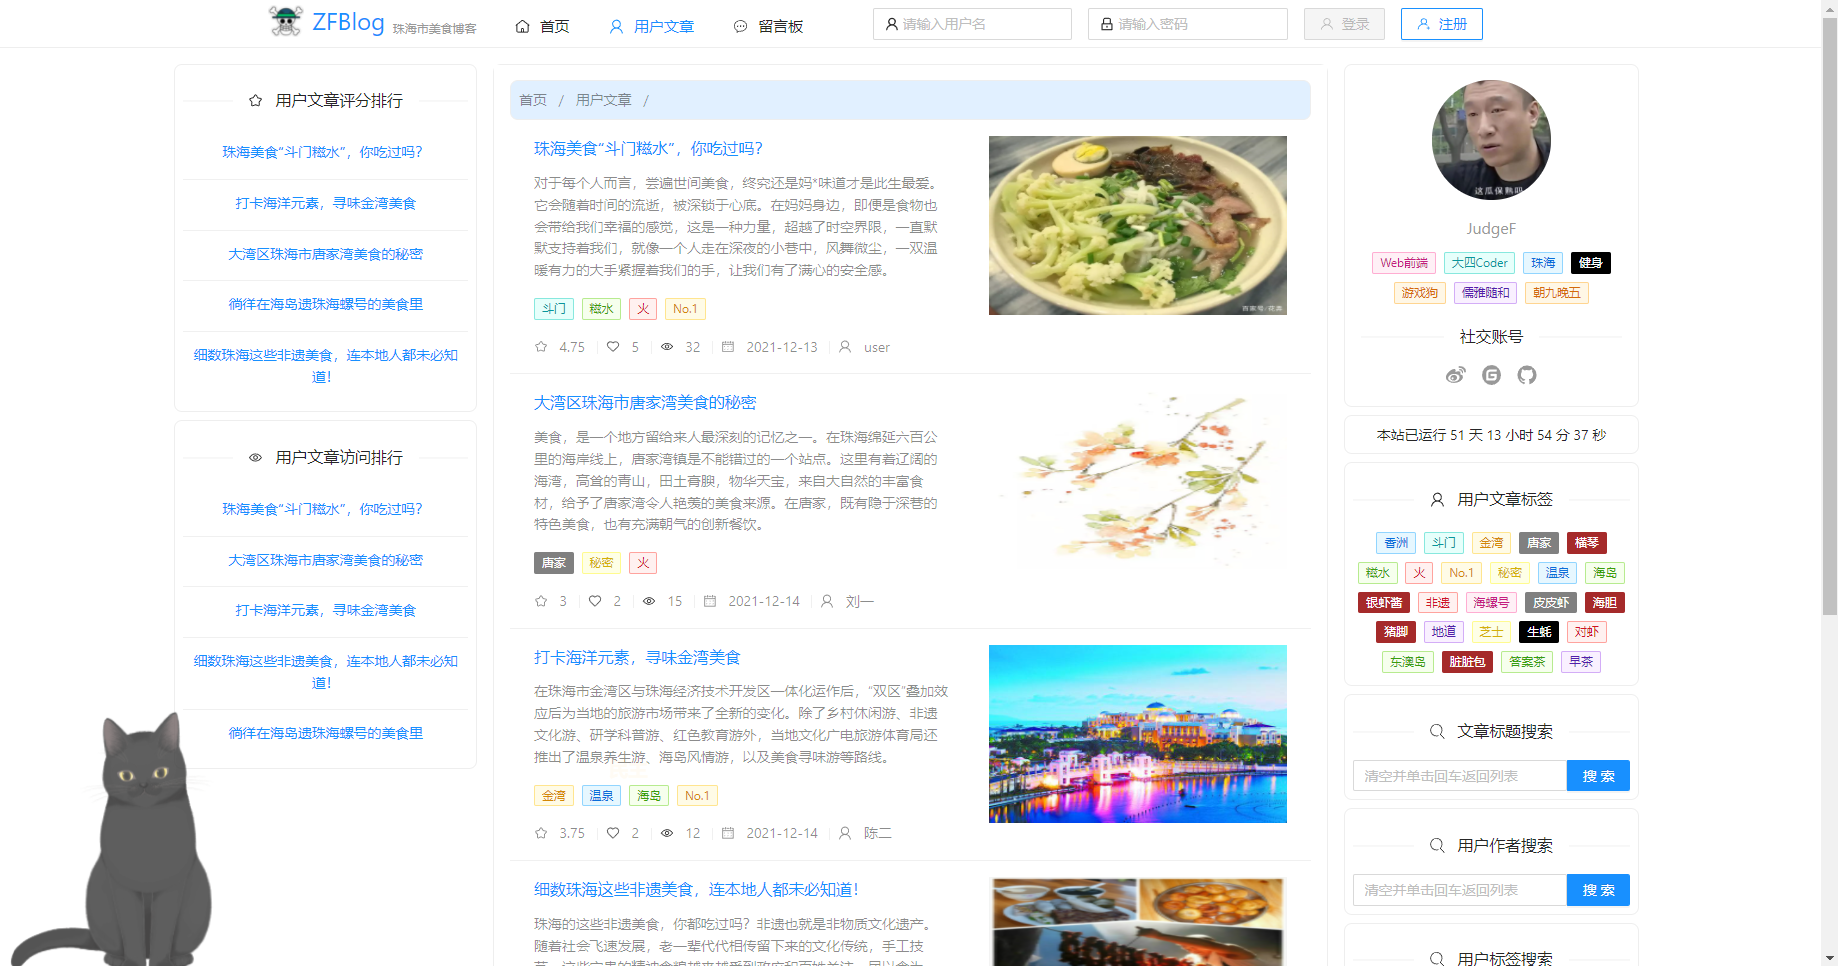 ZFBlog 珠海市美食博客 首页 用户文章 留言板 请输入用户名 请输入密码 登录 注册
用户文章评分排行
珠海美食“斗门糍水”，你吃过吗？
打卡海洋元素，寻味金湾美食
大湾区珠海市唐家湾美食的秘密
徜徉在海岛遗珠海螺号的美食里
细数珠海这些非遗美食，连本地人都未必知
道！
用户文章访问排行
珠海美食“斗门糍水”，你吃过吗？
大湾区珠海市唐家湾美食的秘密
打卡海洋元素，寻味金湾美食
细数珠海这些非遗美食，连本地人都未必知
道！
徜徉在海岛遗珠海螺号的美食里
首页 / 用户文章 /
珠海美食“斗门糍水”，你吃过吗？
对于每个人而言，尝遍世间美食，终究还是妈*味道才是此生最爱。
它会随着时间的流逝，被深锁于心底。在妈妈身边，即便是食物也
会带给我们幸福的感觉，这是一种力量，超越了时空界限，一直默
默支持着我们，就像一个人走在深夜的小巷中，风舞微尘，一双温
暖有力的大手紧握着我们的手，让我们有了满心的安全感。
斗门 糍水 火 No.1
4.75 5 32 2021-12-13 user
大湾区珠海市唐家湾美食的秘密
美食，是一个地方留给来人最深刻的记忆之一。在珠海绵延六百公
里的海岸线上，唐家湾镇是不能错过的一个站点。这里有着辽阔的
海湾，高耸的青山，田土膏腴，物华天宝，来自大自然的丰富食
材，给予了唐家湾令人艳羡的美食来源。在唐家，既有隐于深巷的
特色美食，也有充满朝气的创新餐饮。
唐家 秘密 火
3 2 15 2021-12-14 刘一
打卡海洋元素，寻味金湾美食
在珠海市金湾区与珠海经济技术开发区一体化运作后，“双区”叠加效
应后为当地的旅游市场带来了全新的变化。除了乡村休闲游、非遗
文化游、研学科普游、红色教育游外，当地文化广电旅游体育局还
推出了温泉养生游、海岛风情游，以及美食寻味游等路线。
金湾 温泉 海岛 No.1
3.75 2 12 2021-12-14 陈二
细数珠海这些非遗美食，连本地人都未必知道！
珠海的这些非遗美食，你都吃过吗？非遗也就是非物质文化遗产。
随着社会飞速发展，老一辈代代相传留下来的文化传统，手工技
这瓜保熟吗
JudgeF
Web前端 大四Coder 珠海 健身
游戏狗 儒雅随和 朝九晚五
社交账号
本站已运行 51 天 13 小时 54 分 37 秒
用户文章标签
香洲 斗门 金湾 唐家 横琴
糍水 火 No.1 秘密 温泉 海岛
银虾酱 非遗 海螺号 皮皮虾 海胆
猪脚 地道 芝士 生蚝 对虾
东澳岛 脏脏包 答案茶 早茶
文章标题搜索
清空并单击回车返回列表 搜 索
用户作者搜索
清空并单击回车返回列表 搜 索
用户标签搜索